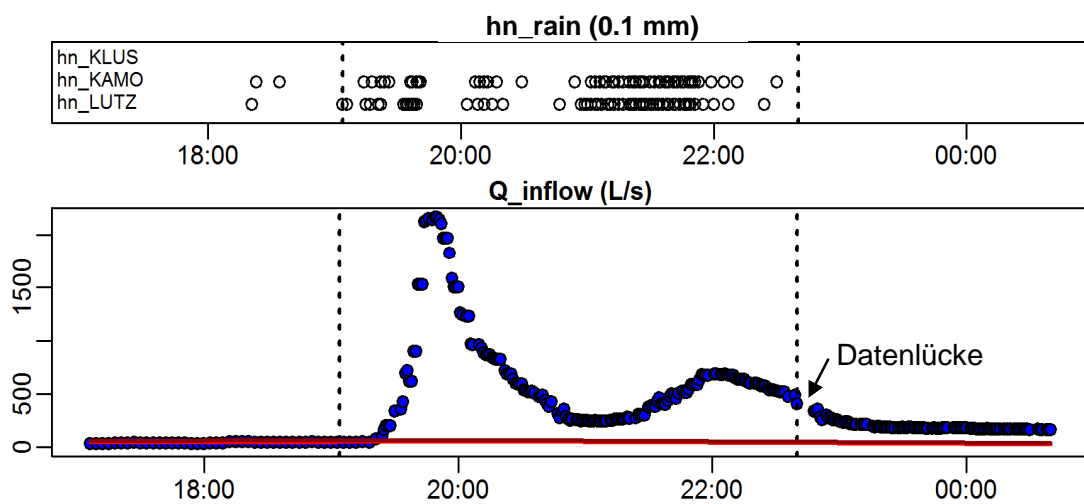 hn_rain (0.1 mm)
hn_KLUS
hn_KAMO
hn_LUTZ
18:00 20:00 22:00 00:00
Q_inflow (L/s)
1500
Datenlücke
500
0
18:00 20:00 22:00 00:00